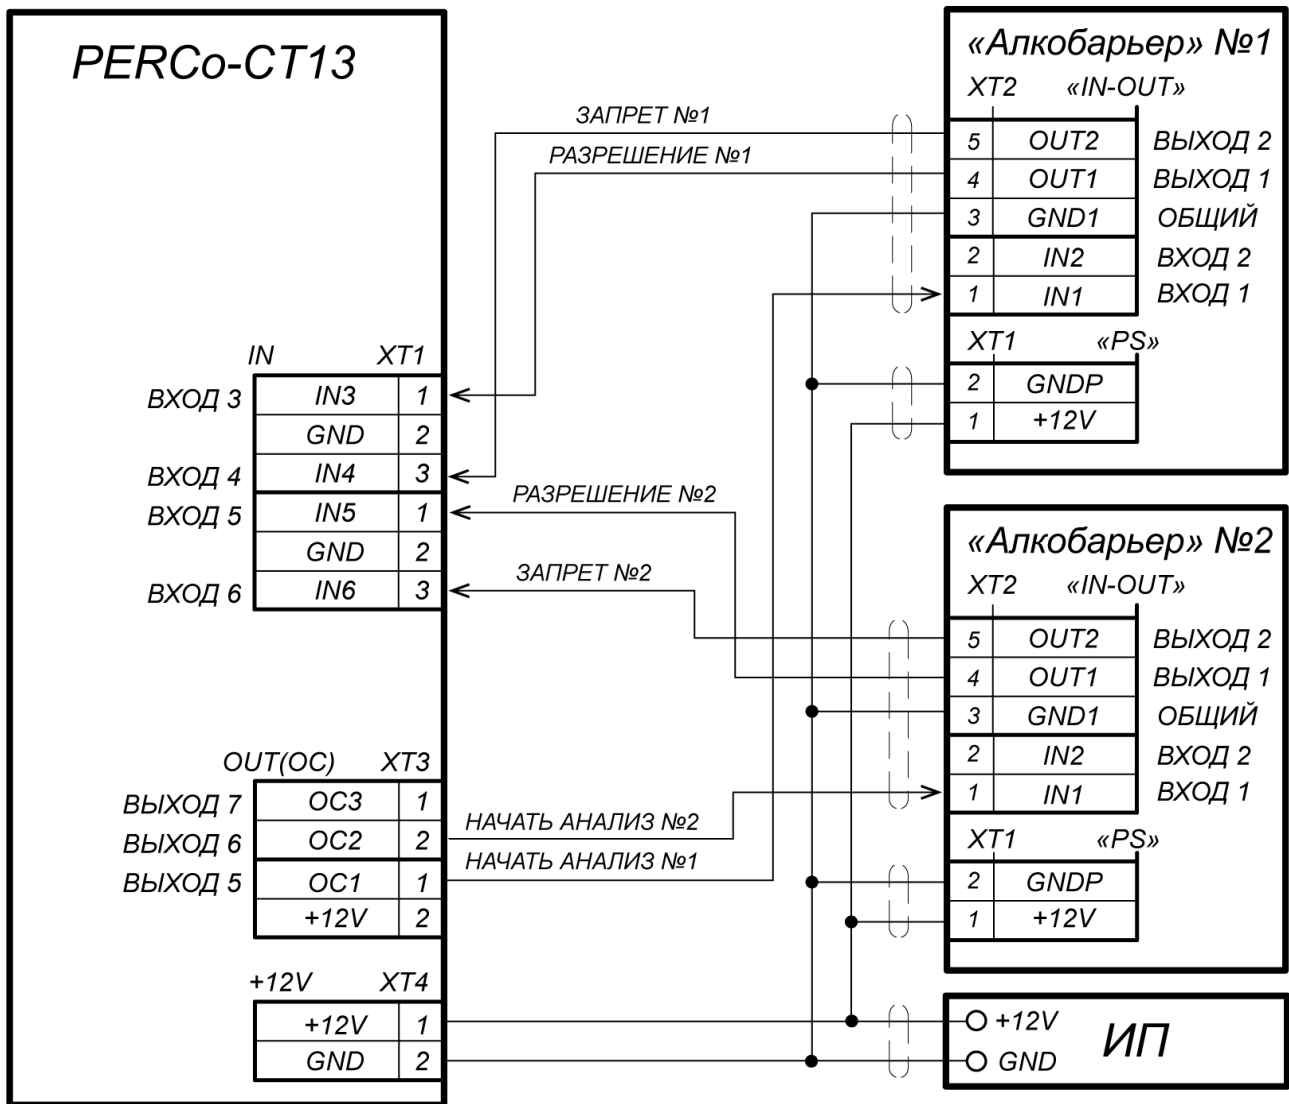 PERCo-CT13
IN XT1
ВХОД 3 IN3 1
GND 2
ВХОД 4 IN4 3
ВХОД 5 IN5 1
GND 2
ВХОД 6 IN6 3
OUT(OC) XT3
ВЫХОД 7 OC3 1
ВЫХОД 6 OC2 2
ВЫХОД 5 OC1 1
+12V 2
+12V XT4
+12V 1
GND 2
ЗАПРЕТ №1
РАЗРЕШЕНИЕ №1
РАЗРЕШЕНИЕ №2
ЗАПРЕТ №2
НАЧАТЬ АНАЛИЗ №2
НАЧАТЬ АНАЛИЗ №1
«Алкобарьер» №1
XT2 «IN-OUT»
5 OUT2 ВЫХОД 2
4 OUT1 ВЫХОД 1
3 GND1 ОБЩИЙ
2 IN2 ВХОД 2
1 IN1 ВХОД 1
XT1 «PS»
2 GNDP
1 +12V
«Алкобарьер» №2
XT2 «IN-OUT»
5 OUT2 ВЫХОД 2
4 OUT1 ВЫХОД 1
3 GND1 ОБЩИЙ
2 IN2 ВХОД 2
1 IN1 ВХОД 1
XT1 «PS»
2 GNDP
1 +12V
+12V
ИП
GND